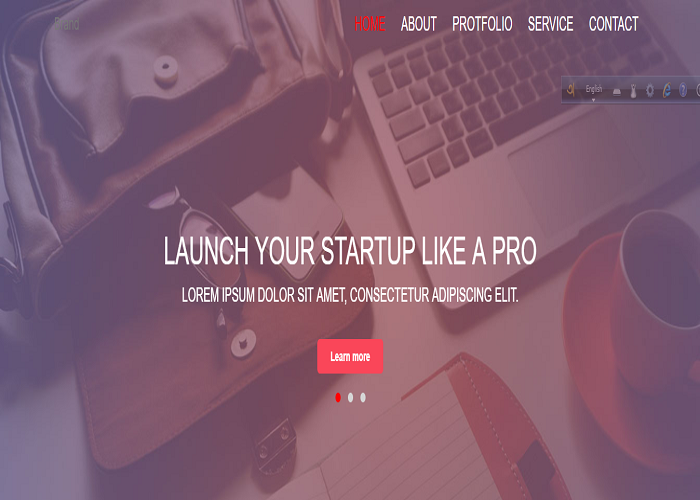 Brand HOME ABOUT PROTFOLIO SERVICE CONTACT
English
LAUNCH YOUR STARTUP LIKE A PRO
LOREM IPSUM DOLOR SIT AMET, CONSECTETUR ADIPISCING ELIT.
Learn more